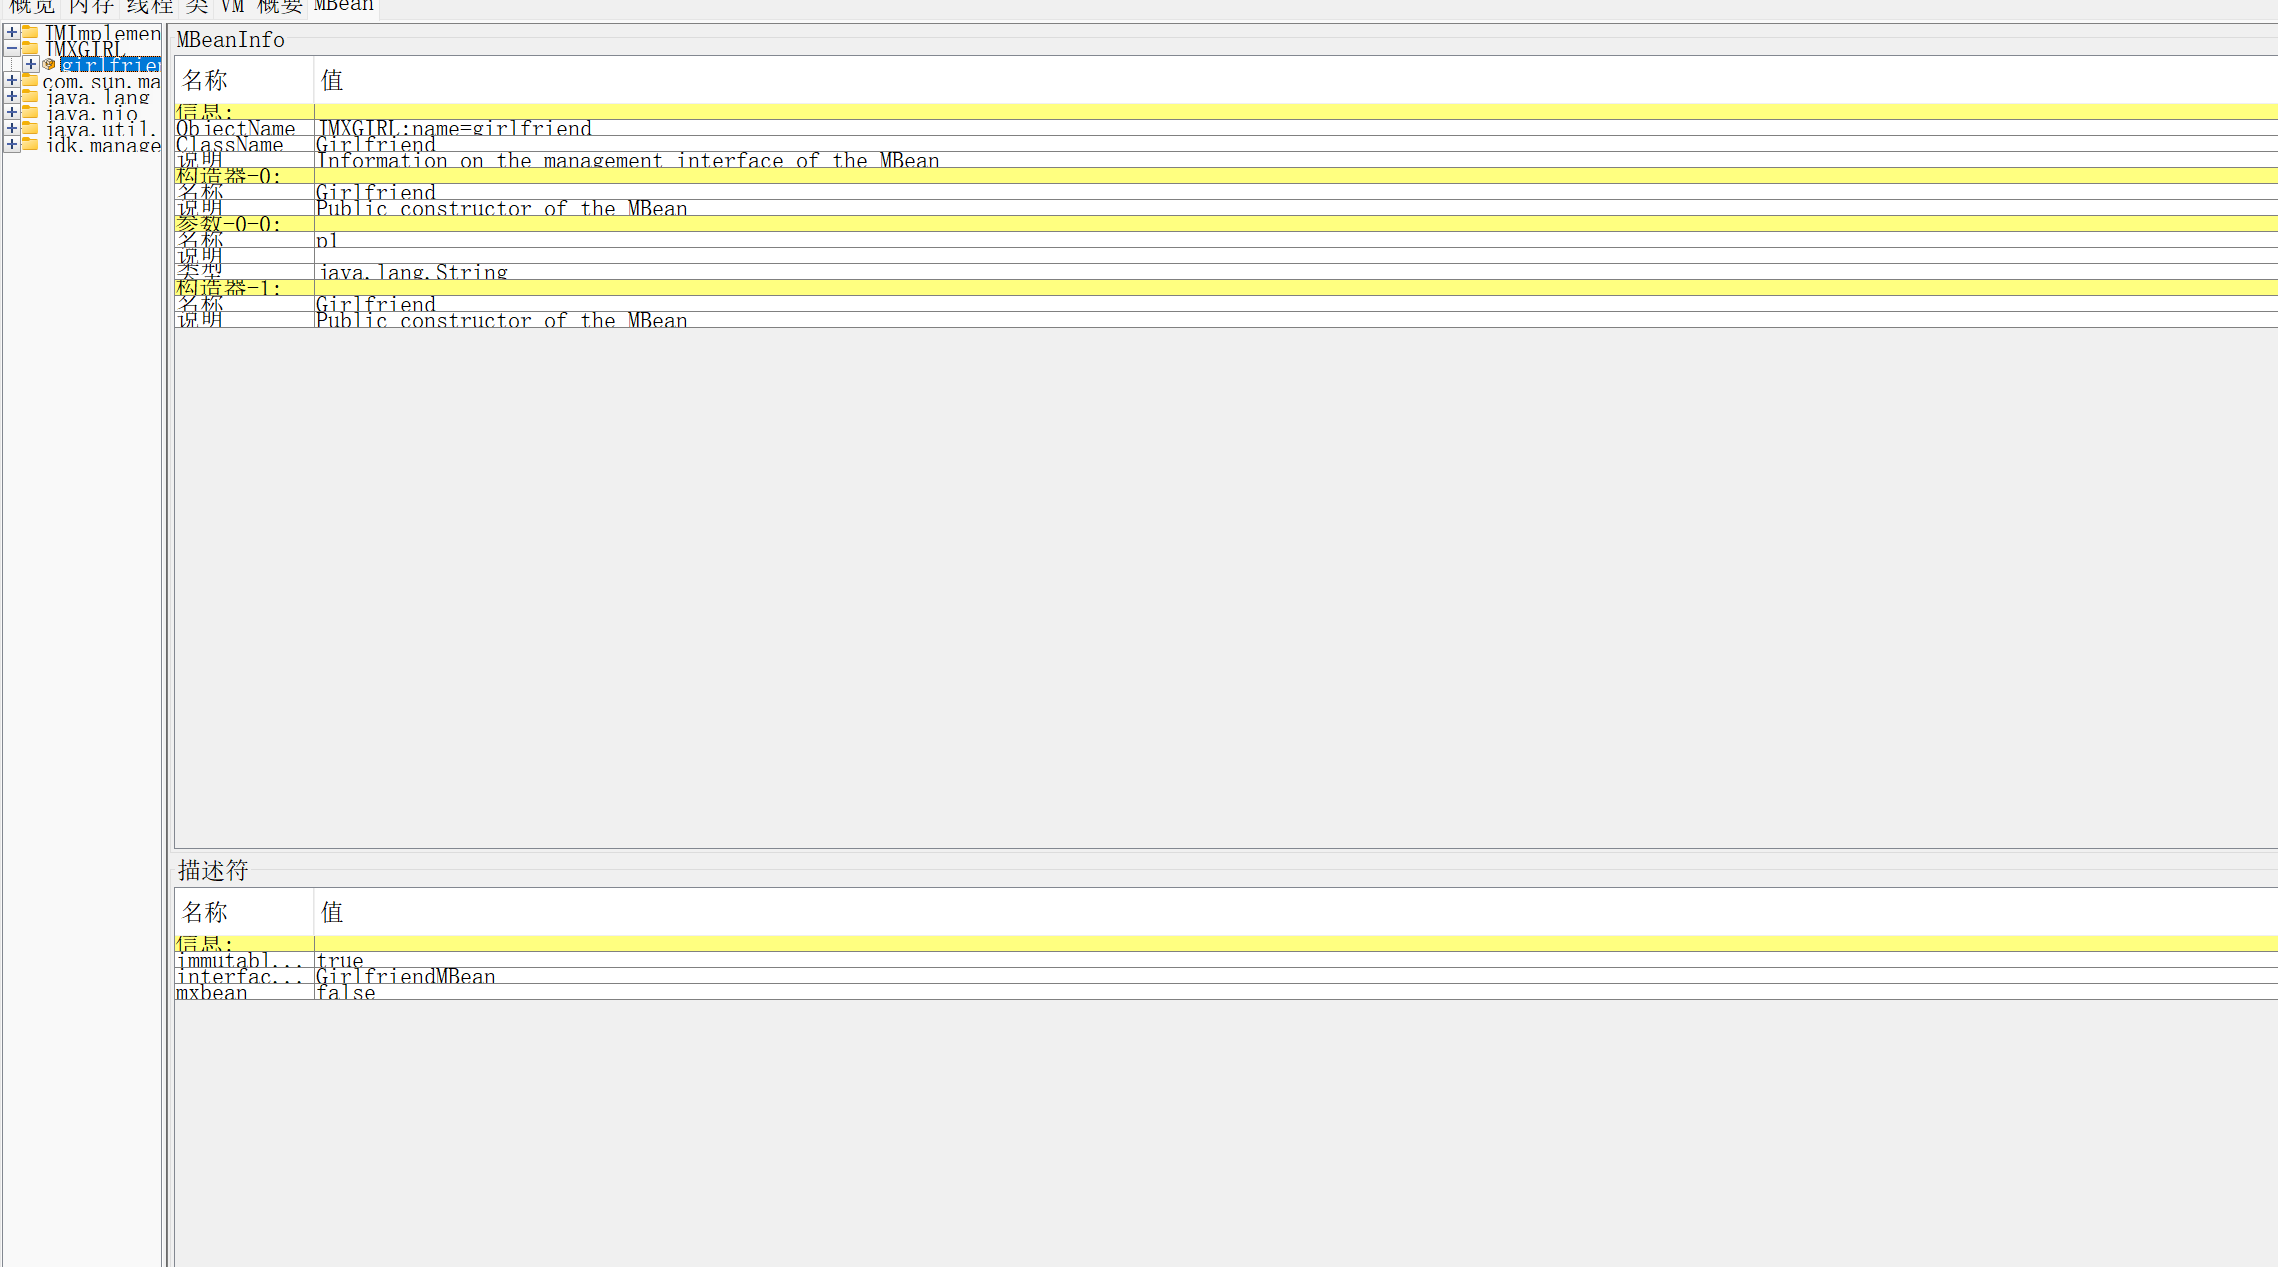 概览 内存 线程 类 VM 概要 MBean
JMImplemen
JMXGIRL
girlfrien
com.sun.ma
java.lang
java.nio
java.util.
jdk.manage
MBeanInfo
名称 值
信息:
ObjectName JMXGIRL:name=girlfriend
ClassName Girlfriend
说明 Information on the management interface of the MBean
构造器-0:
名称 Girlfriend
说明 Public constructor of the MBean
参数-0-0:
名称 p1
说明
类型 java.lang.String
构造器-1:
名称 Girlfriend
说明 Public constructor of the MBean
描述符
名称 值
信息:
immutabl... true
interfac... GirlfriendMBean
mxbean false